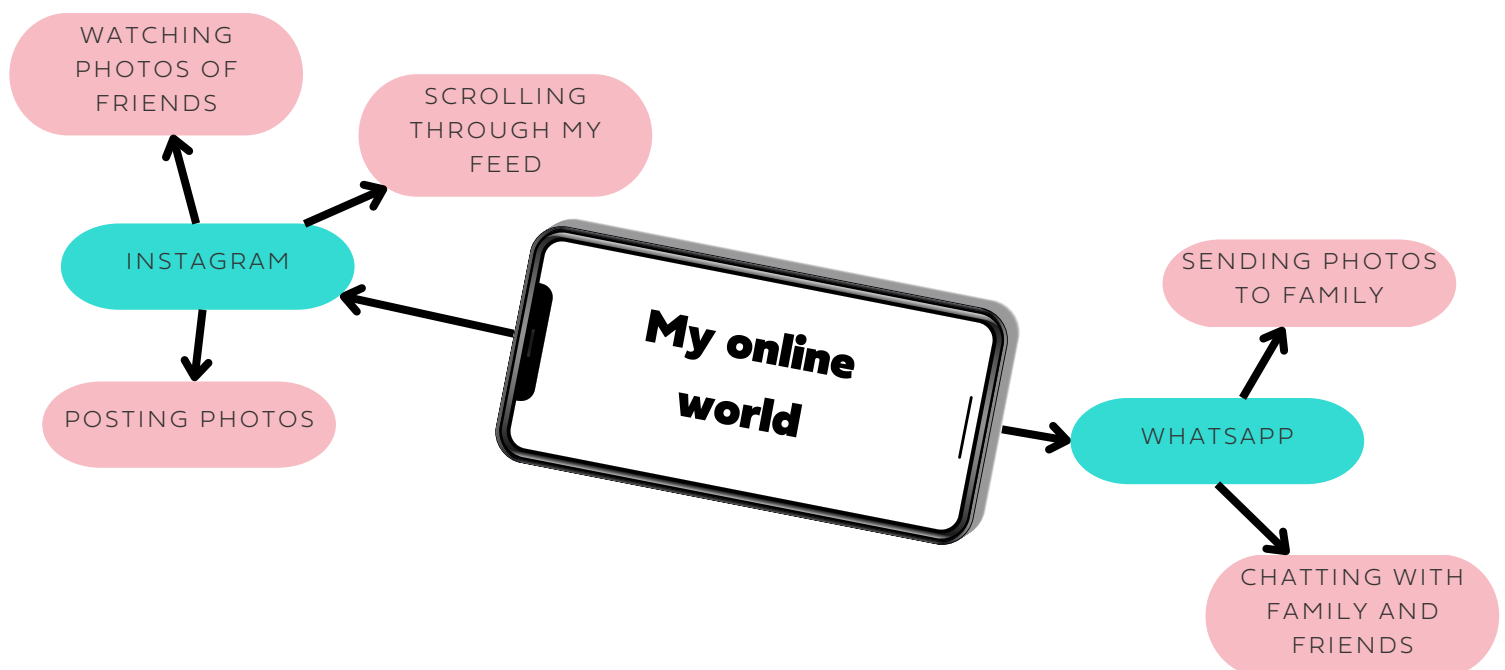 WATCHING
PHOTOS OF
FRIENDS
SCROLLING
THROUGH MY
FEED
INSTAGRAM
POSTING PHOTOS
My online
world
SENDING PHOTOS
TO FAMILY
WHATSAPP
CHATTING WITH
FAMILY AND
FRIENDS